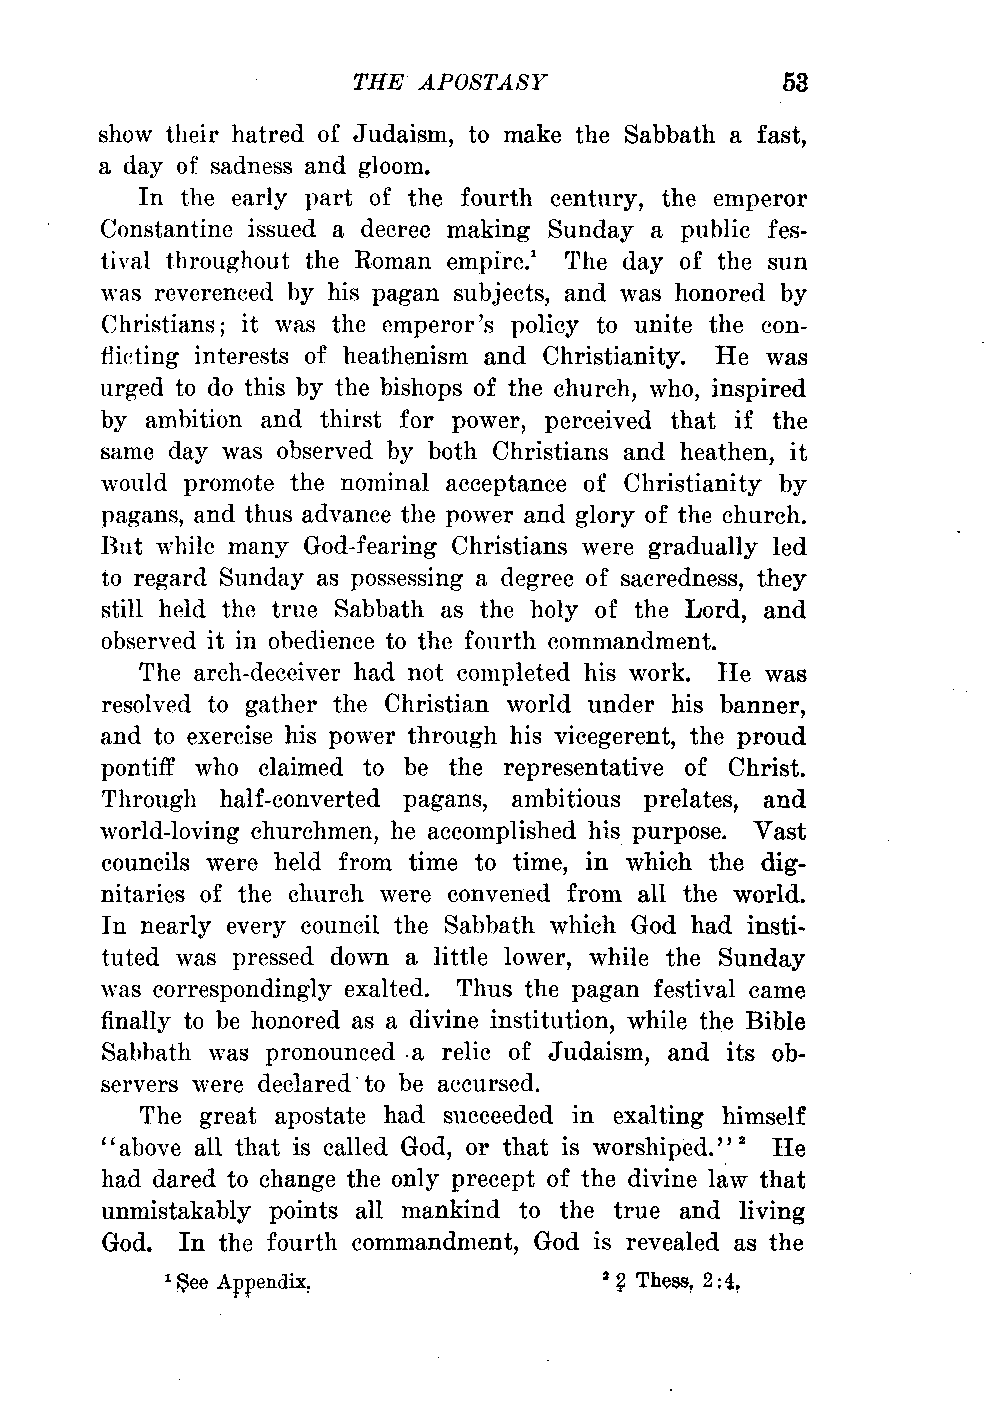 THE APOSTASY 53
show their hatred of Judaism, to make the Sabbath a fast,
a day of sadness and gloom.
In the early part of the fourth century, the emperor
Constantine issued a decree making Sunday a public fes-
tival throughout the Roman empire.¹ The day of the sun
was reverenced by his pagan subjects, and was honored by
Christians; it was the emperor's policy to unite the con-
flicting interests of heathenism and Christianity. He was
urged to do this by the bishops of the church, who, inspired
by ambition and thirst for power, perceived that if the
same day was observed by both Christians and heathen, it
would promote the nominal acceptance of Christianity by
pagans, and thus advance the power and glory of the church.
But while many God-fearing Christians were gradually led
to regard Sunday as possessing a degree of sacredness, they
still held the true Sabbath as the holy of the Lord, and
observed it in obedience to the fourth commandment.
The arch-deceiver had not completed his work. He was
resolved to gather the Christian world under his banner,
and to exercise his power through his vicegerent, the proud
pontiff who claimed to be the representative of Christ.
Through half-converted pagans, ambitious prelates, and
world-loving churchmen, he accomplished his purpose. Vast
councils were held from time to time, in which the dig-
nitaries of the church were convened from all the world.
In nearly every council the Sabbath which God had insti-
tuted was pressed down a little lower, while the Sunday
was correspondingly exalted. Thus the pagan festival came
finally to be honored as a divine institution, while the Bible
Sabbath was pronounced a relic of Judaism, and its ob-
servers were declared to be accursed.
The great apostate had succeeded in exalting himself
"above all that is called God, or that is worshiped."² He
had dared to change the only precept of the divine law that
unmistakably points all mankind to the true and living
God. In the fourth commandment, God is revealed as the
¹ See Appendix. ² 2 Thess. 2:4.